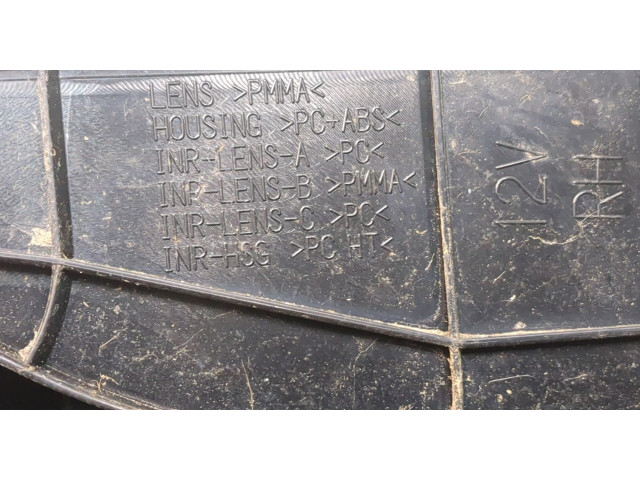 LENS >PMMA<
HOUSING >PC+ABS<
INR-LENS-A >PC<
INR-LENS-B >PMMA<
INR-LENS-C >PC<
INR-HSG >PC HT<
12V
RH